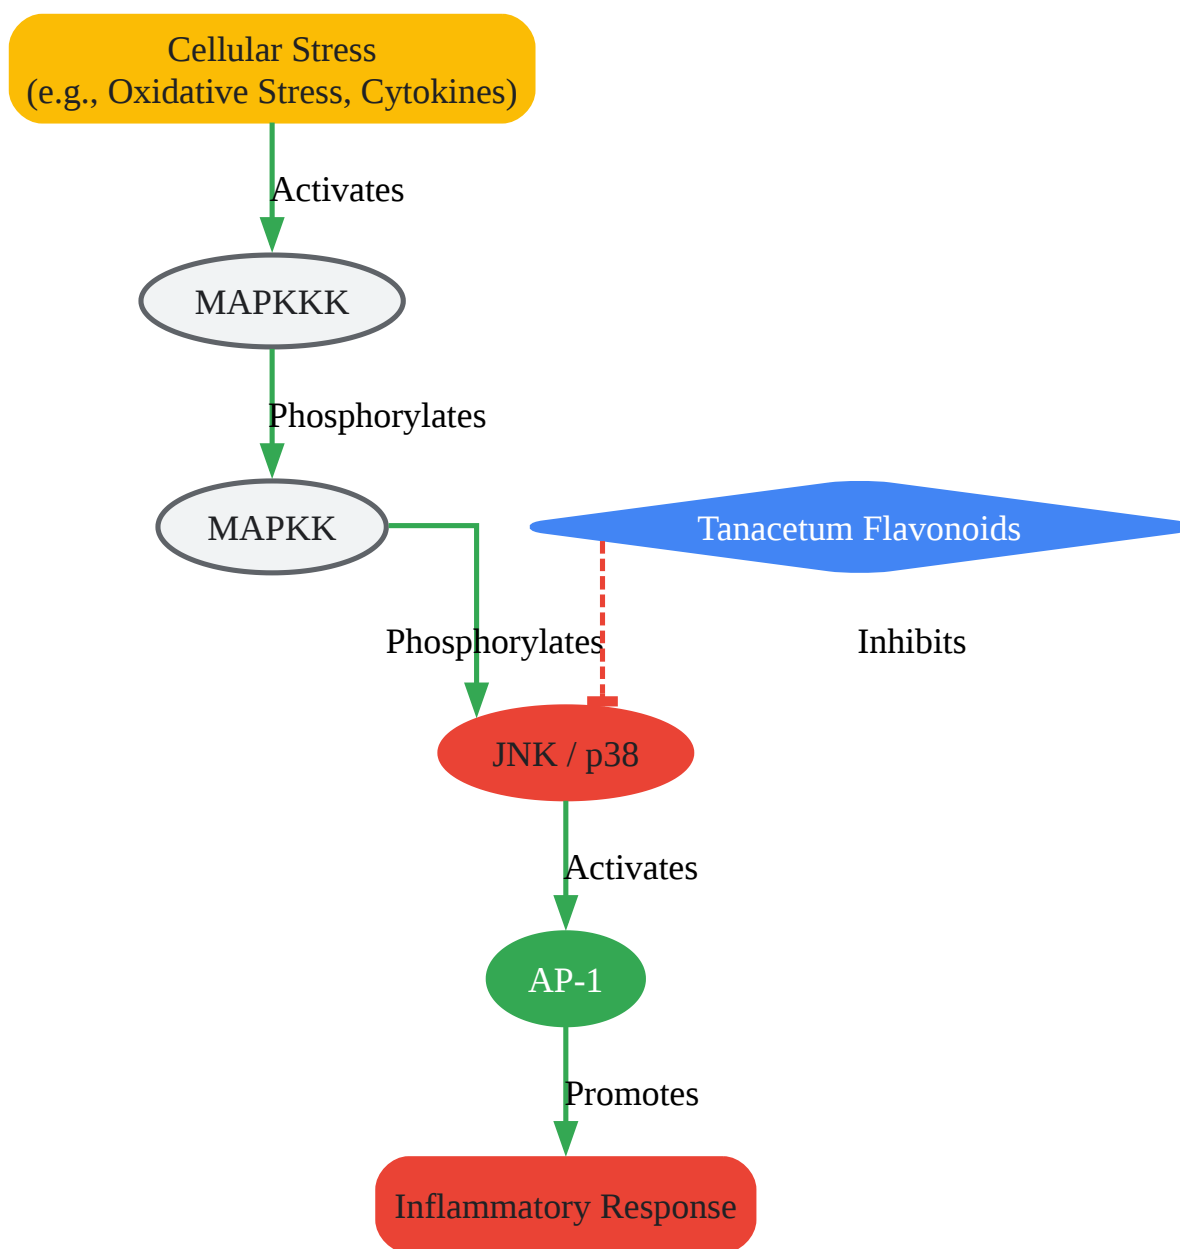 Cellular Stress
(e.g., Oxidative Stress, Cytokines)
Activates
MAPKKK
Phosphorylates
MAPKK
Tanacetum Flavonoids
Phosphorylates
Inhibits
JNK / p38
Activates
AP-1
Promotes
Inflammatory Response